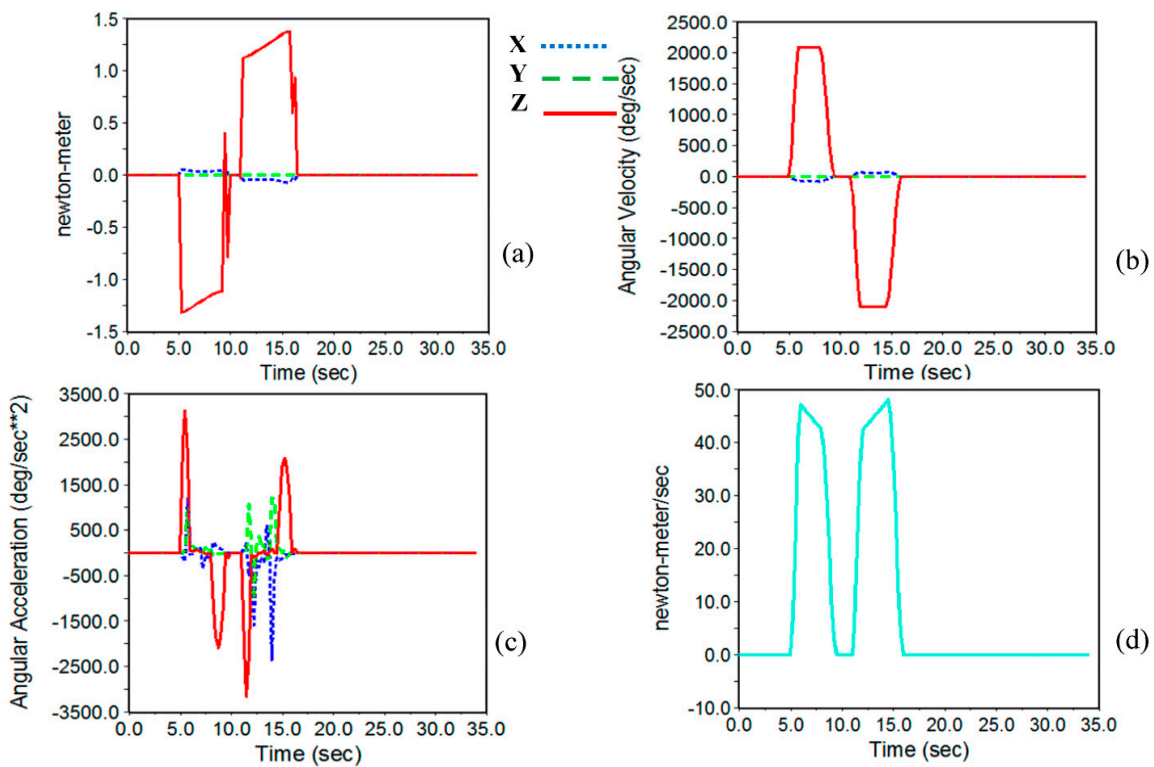 1.5
1.0
0.5
0.0
-0.5
-1.0
-1.5
newton-meter
0.0 5.0 10.0 15.0 20.0 25.0 30.0 35.0
Time (sec)
(a)
X
Y
Z
2500.0
2000.0
1500.0
1000.0
500.0
0.0
-500.0
-1000.0
-1500.0
-2000.0
-2500.0
Angular Velocity (deg/sec)
0.0 5.0 10.0 15.0 20.0 25.0 30.0 35.0
Time (sec)
(b)
3500.0
2500.0
1500.0
500.0
-500.0
-1500.0
-2500.0
-3500.0
Angular Acceleration (deg/sec**2)
0.0 5.0 10.0 15.0 20.0 25.0 30.0 35.0
Time (sec)
(c)
50.0
40.0
30.0
20.0
10.0
0.0
-10.0
newton-meter/sec
0.0 5.0 10.0 15.0 20.0 25.0 30.0 35.0
Time (sec)
(d)